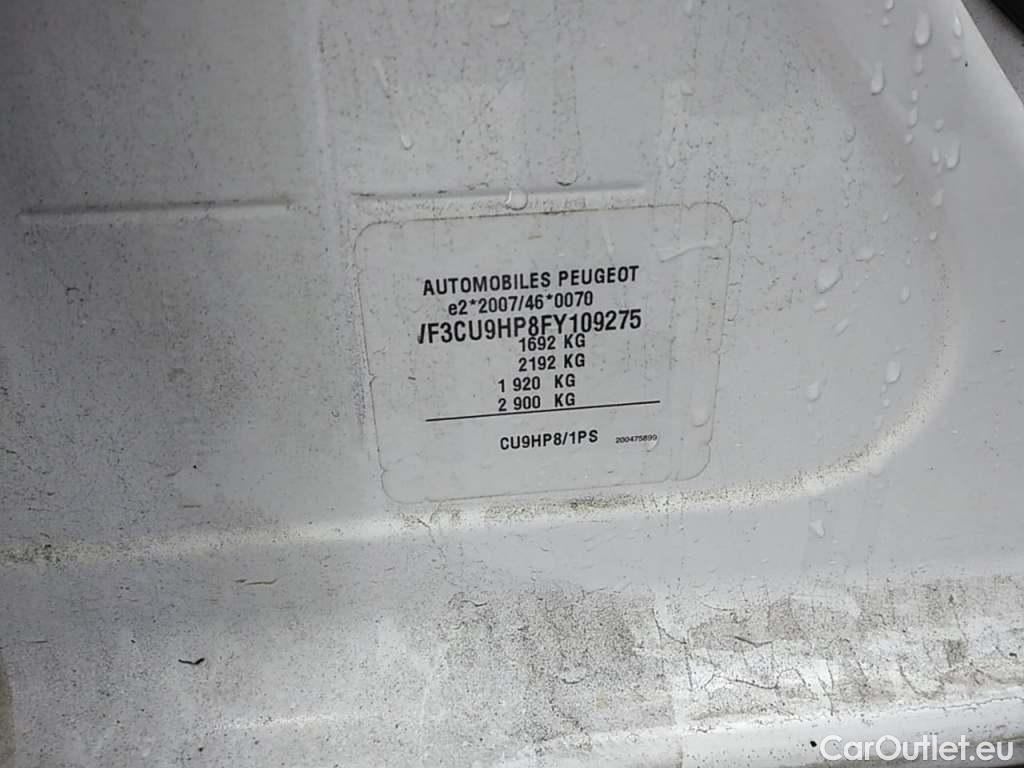 AUTOMOBILES PEUGEOT
e2*2007/46*0070
VF3CU9HP8FY109275
1692 KG
2192 KG
1 920 KG
2 900 KG
CU9HP8/1PS 200475899
CarOutlet.eu